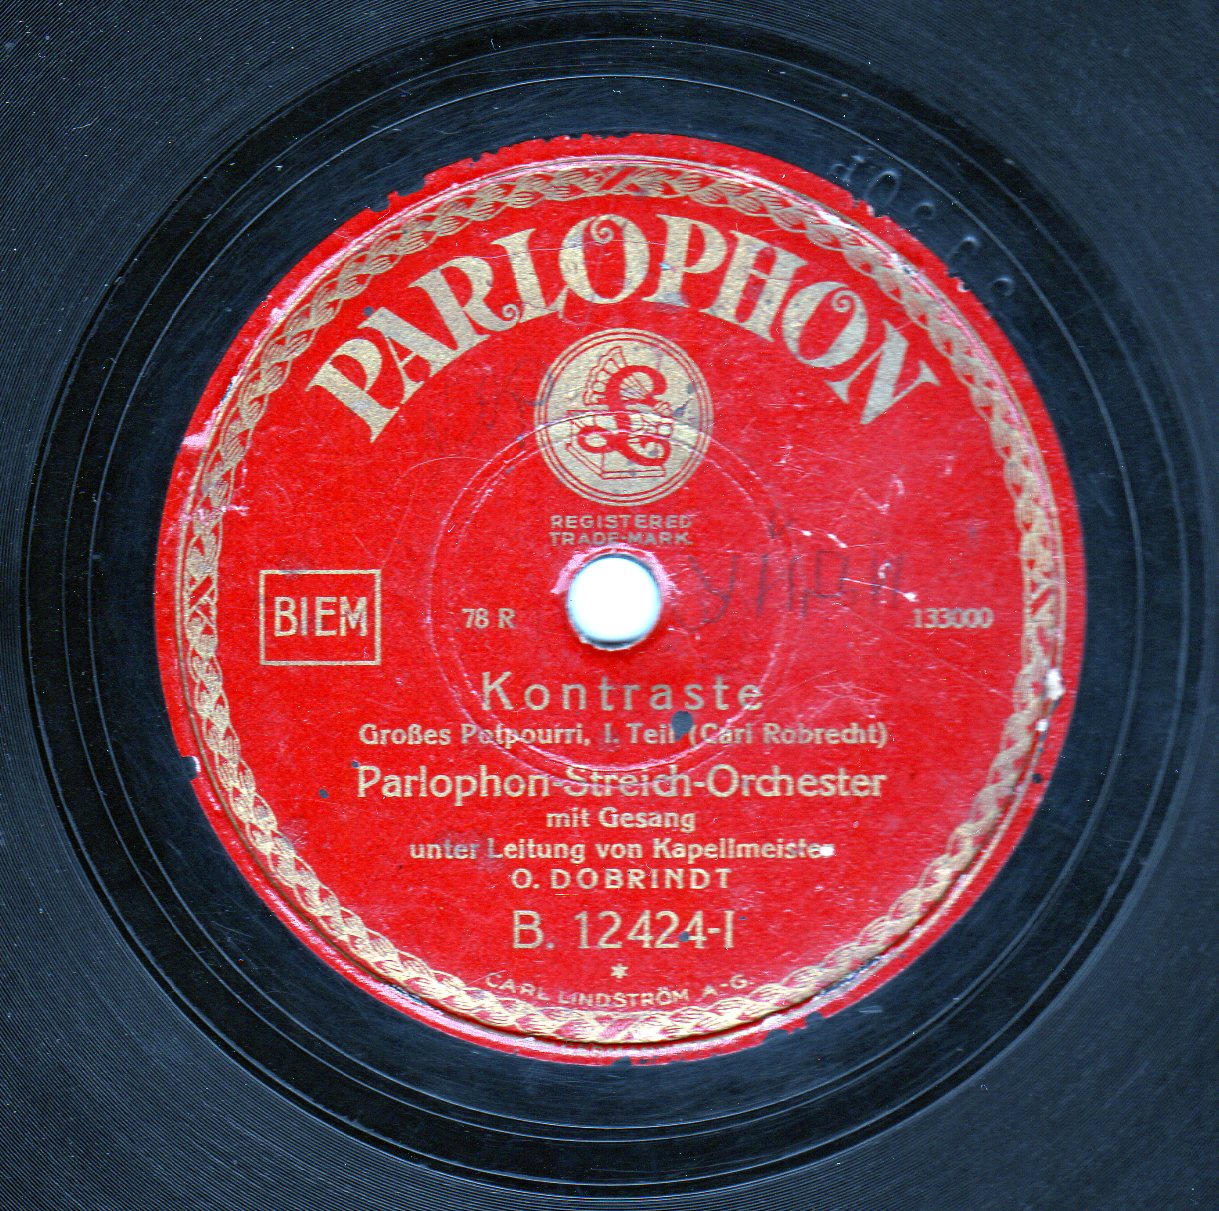 PARLOPHON
£
REGISTERED
TRADE-MARK.
BIEM
78 R
133000
Kontraste
Großes Potpourri, I. Teil (Carl Robrecht)
Parlophon-Streich-Orchester
mit Gesang
unter Leitung von Kapellmeister
O. DOBRINDT
B. 12424-I
*
CARL LINDSTRÖM A-G.